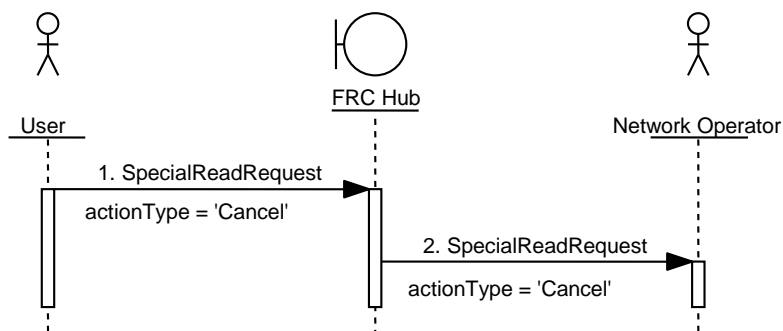 FRC Hub
User
Network Operator
1. SpecialReadRequest
actionType = 'Cancel'
2. SpecialReadRequest
actionType = 'Cancel'